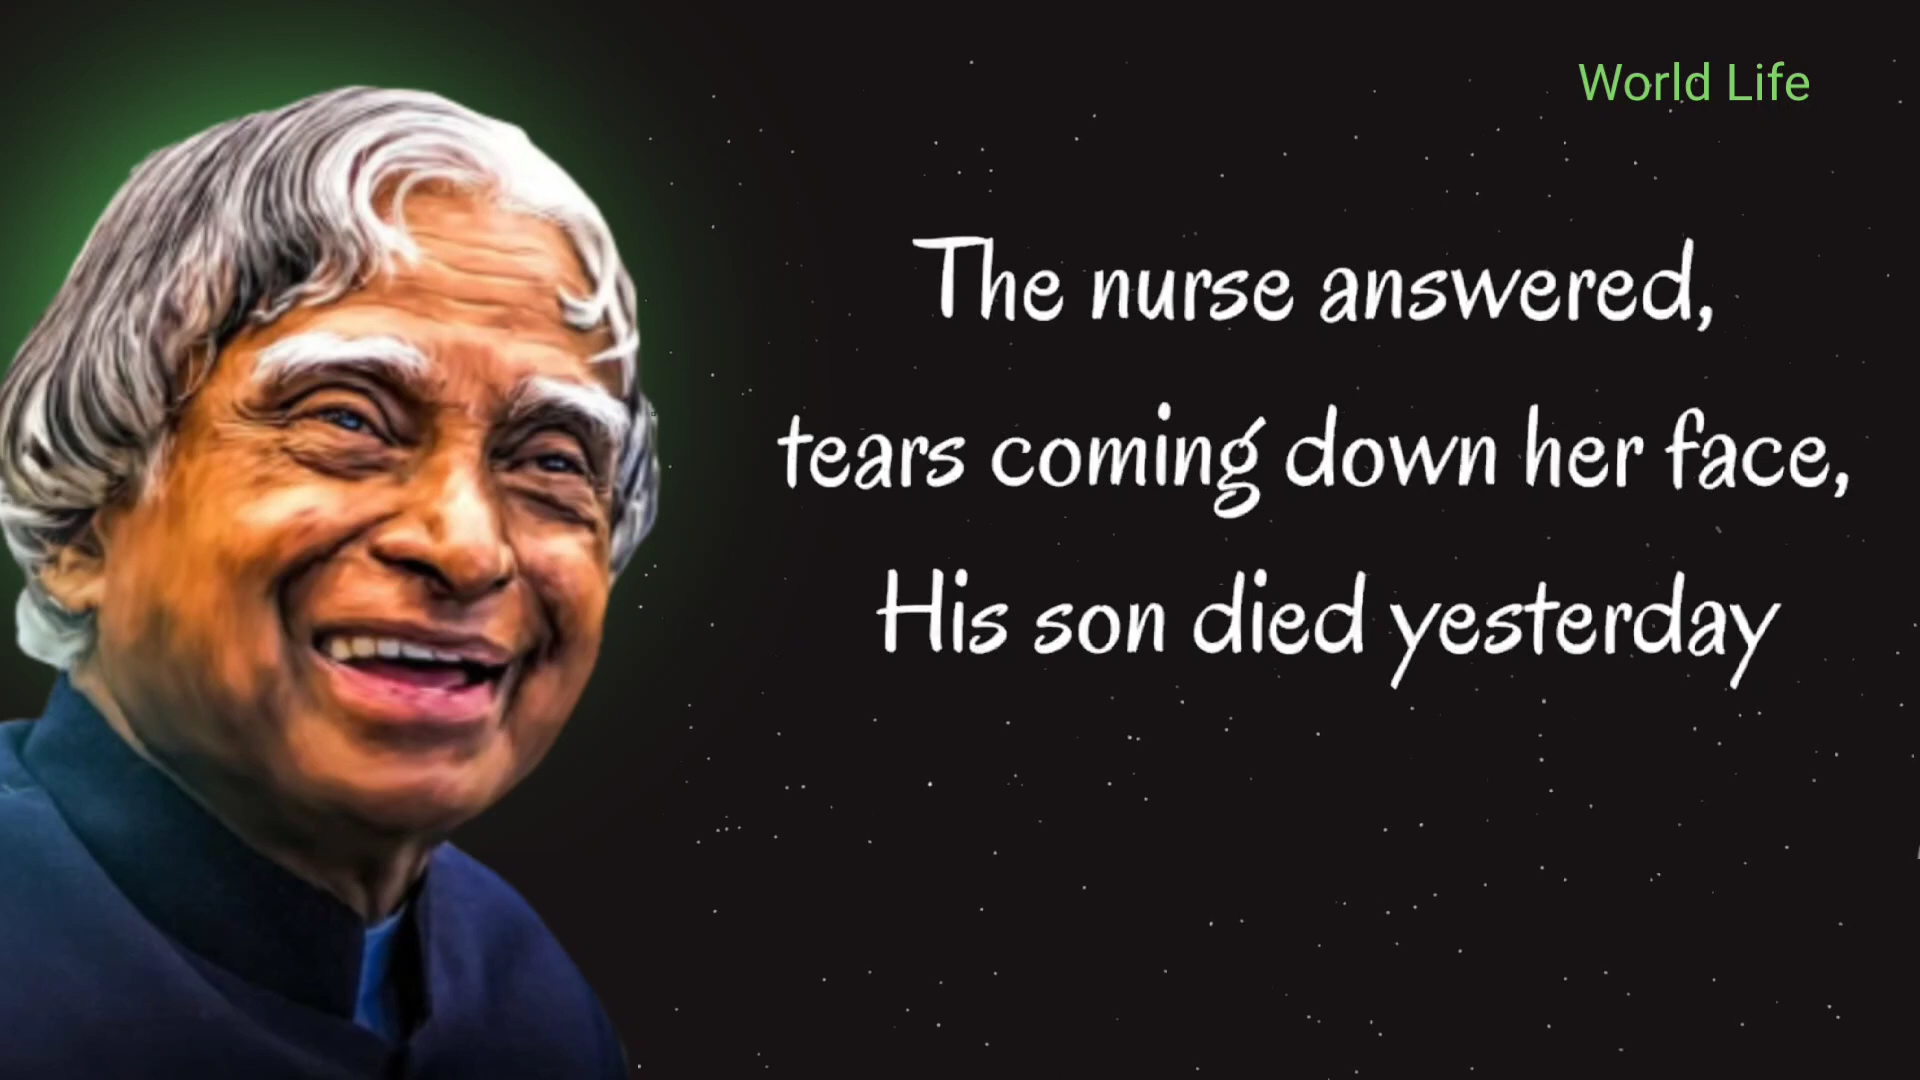 World Life
The nurse answered,
tears coming down her face,
His son died yesterday